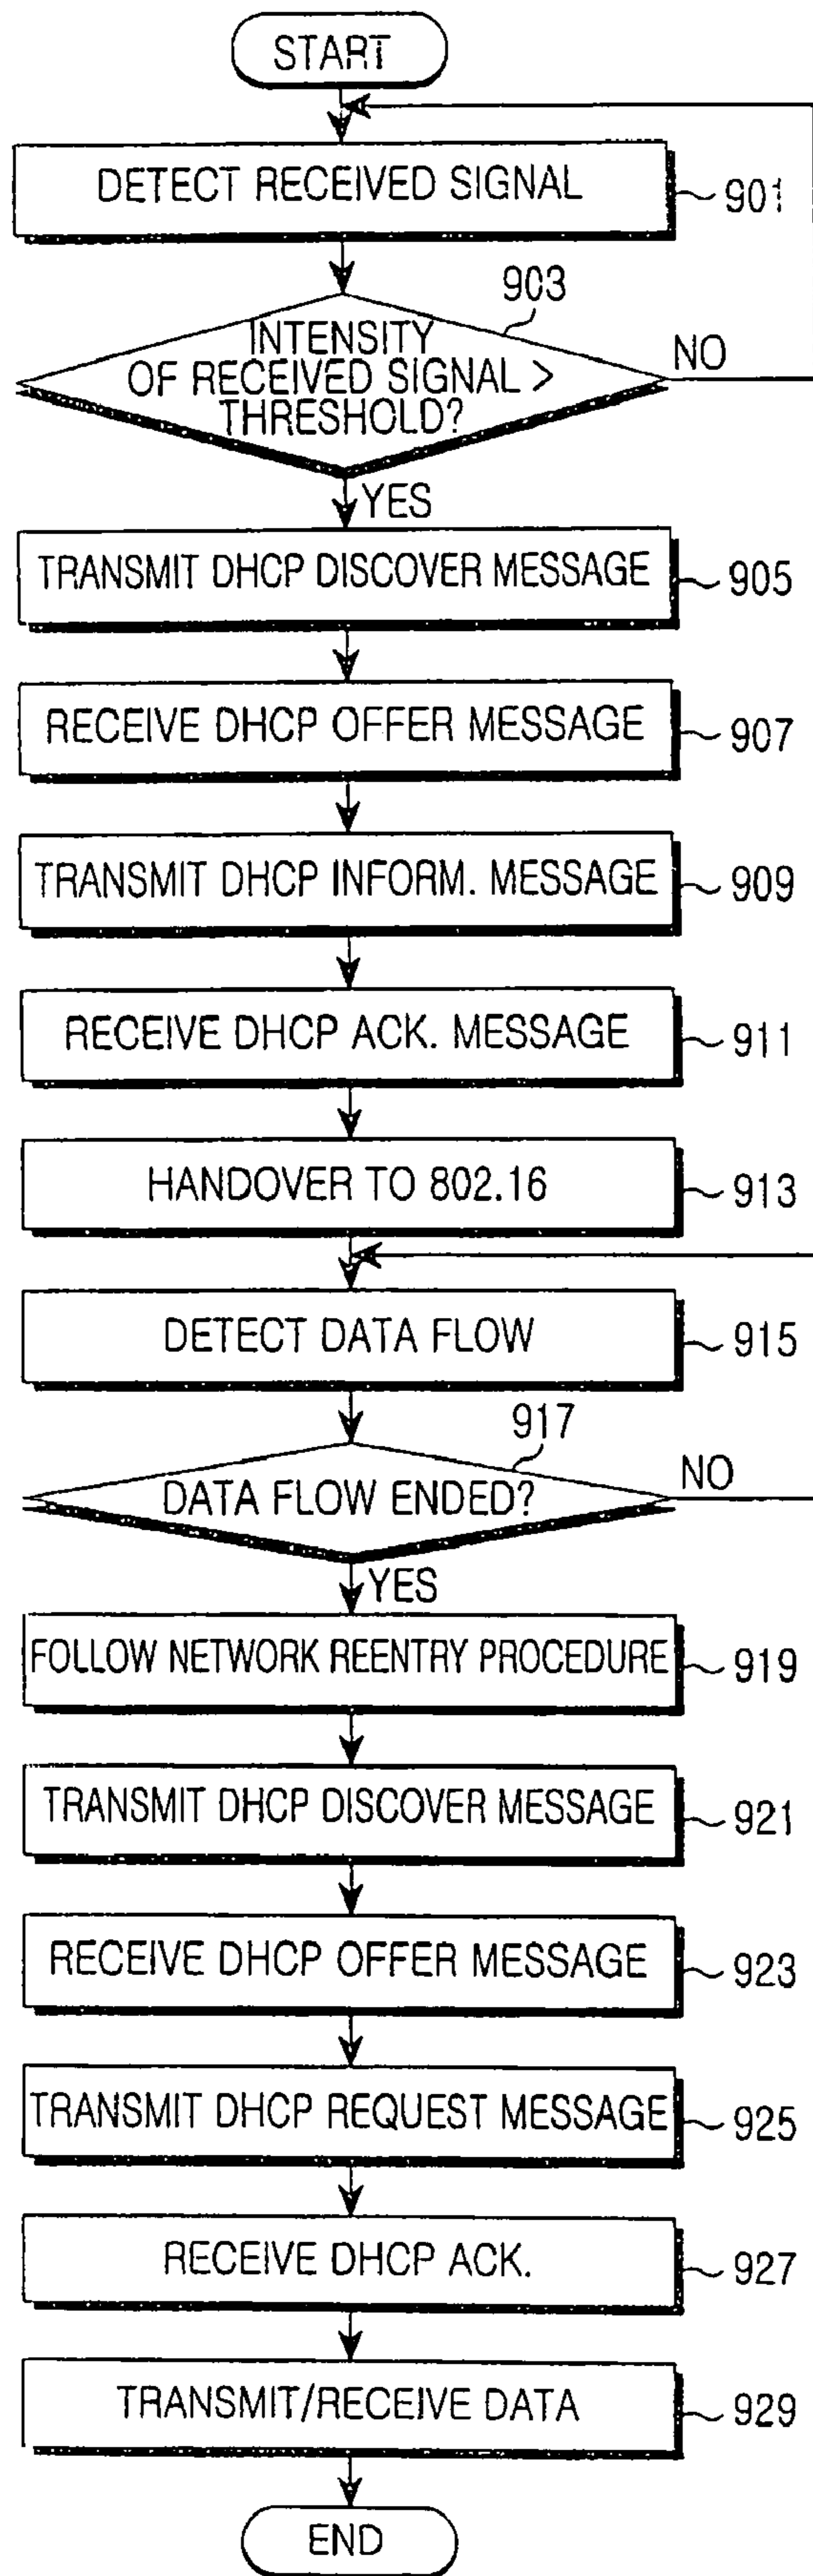 START
DETECT RECEIVED SIGNAL
901
903
INTENSITY
OF RECEIVED SIGNAL >
THRESHOLD?
NO
YES
TRANSMIT DHCP DISCOVER MESSAGE
905
RECEIVE DHCP OFFER MESSAGE
907
TRANSMIT DHCP INFORM. MESSAGE
909
RECEIVE DHCP ACK. MESSAGE
911
HANDOVER TO 802.16
913
DETECT DATA FLOW
915
917
DATA FLOW ENDED?
NO
YES
FOLLOW NETWORK REENTRY PROCEDURE
919
TRANSMIT DHCP DISCOVER MESSAGE
921
RECEIVE DHCP OFFER MESSAGE
923
TRANSMIT DHCP REQUEST MESSAGE
925
RECEIVE DHCP ACK.
927
TRANSMIT/RECEIVE DATA
929
END